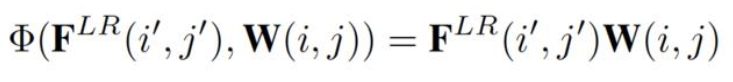 Φ(F^{LR}(i′, j′), W(i, j)) = F^{LR}(i′, j′)W(i, j)